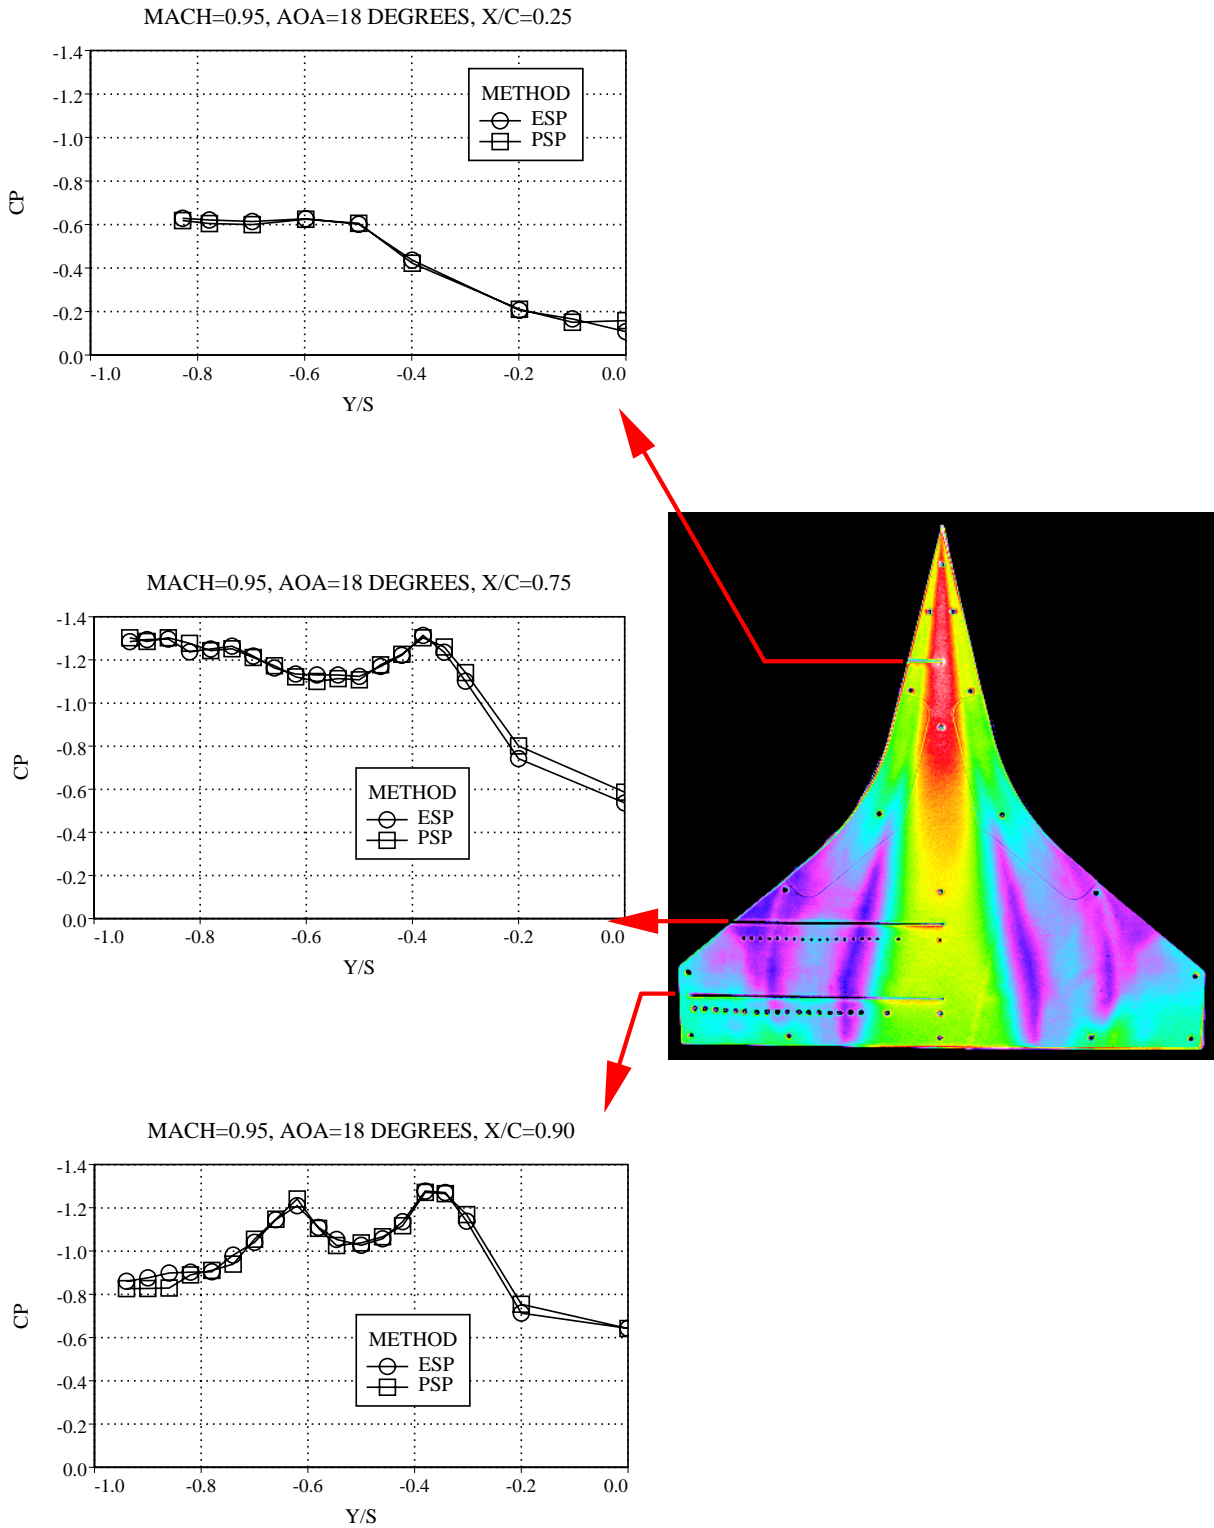 MACH=0.95, AOA=18 DEGREES, X/C=0.25
-1.4
-1.2
-1.0
-0.8
-0.6
-0.4
-0.2
0.0
CP
METHOD
ESP
PSP
-1.0 -0.8 -0.6 -0.4 -0.2 0.0
Y/S
MACH=0.95, AOA=18 DEGREES, X/C=0.75
-1.4
-1.2
-1.0
-0.8
-0.6
-0.4
-0.2
0.0
CP
METHOD
ESP
PSP
-1.0 -0.8 -0.6 -0.4 -0.2 0.0
Y/S
MACH=0.95, AOA=18 DEGREES, X/C=0.90
-1.4
-1.2
-1.0
-0.8
-0.6
-0.4
-0.2
0.0
CP
METHOD
ESP
PSP
-1.0 -0.8 -0.6 -0.4 -0.2 0.0
Y/S